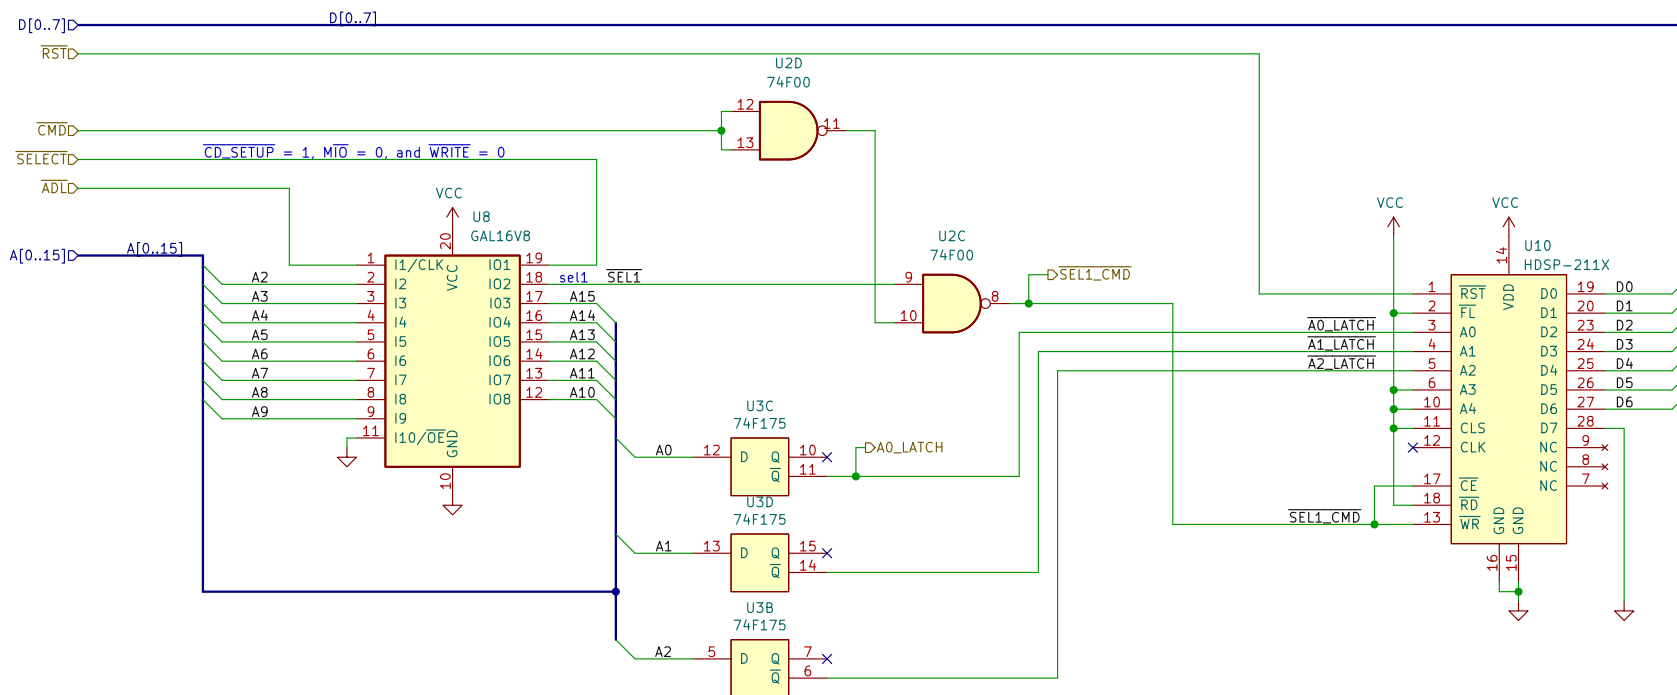 D[0..7]
D[0..7]
RST
U2D
74F00
12
13
11
CMD
SELECT
CD_SETUP = 1, MIO = 0, and WRITE = 0
ADL
VCC
U8
GAL16V8
20
A[0..15]
A[0..15]
1 I1/CLK VCC IO1 19
A2 2 I2 IO2 18 sel1 SEL1
A3 3 I3 IO3 17 A15
A4 4 I4 IO4 16 A14
A5 5 I5 IO5 15 A13
A6 6 I6 IO6 14 A12
A7 7 I7 IO7 13 A11
A8 8 I8 IO8 12 A10
A9 9 I9
11 I10/OE GND
10
U2C
74F00
9
10
8
SEL1_CMD
U3C
74F175
A0 12 D Q 10
Q 11
A0_LATCH
U3D
74F175
A1 13 D Q 15
Q 14
U3B
74F175
A2 5 D Q 7
Q 6
VCC
VCC
14
U10
HDSP-211X
VDD
1 RST D0 19 D0
2 FL D1 20 D1
A0_LATCH 3 A0 D2 23 D2
A1_LATCH 4 A1 D3 24 D3
A2_LATCH 5 A2 D4 25 D4
6 A3 D5 26 D5
10 A4 D6 27 D6
11 CLS D7 28
12 CLK NC 9
NC 8
17 CE NC 7
18 RD
SEL1_CMD 13 WR
GND GND
16 15